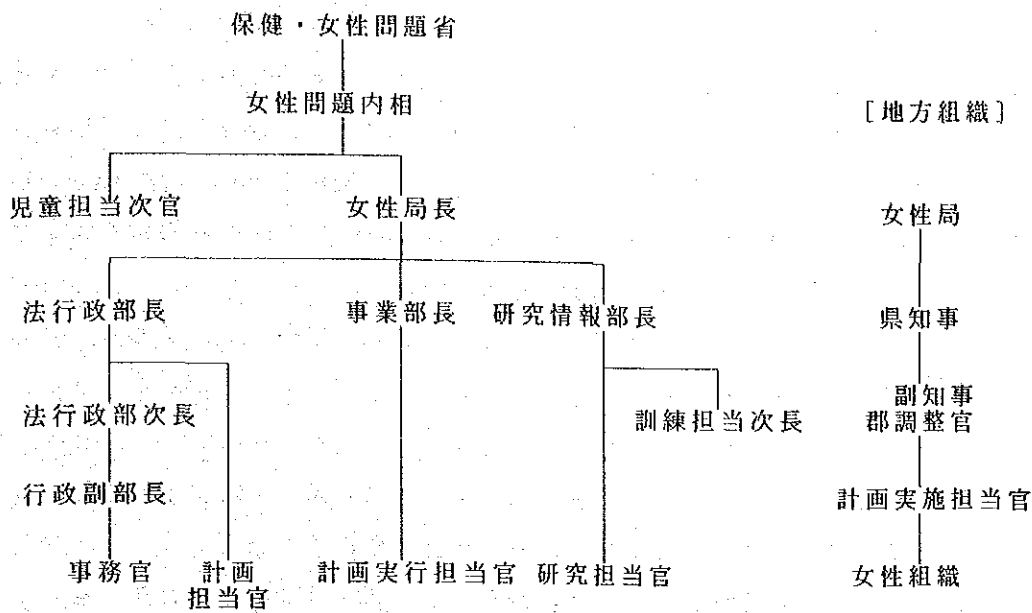 保健・女性問題省
女性問題内相
[地方組織]
児童担当次官
女性局長
女性局
法行政部長
事業部長
研究情報部長
県知事
法行政部次長
訓練担当次長
副知事
郡調整官
行政副部長
計画実施担当官
事務官
計画
担当官
計画実行担当官
研究担当官
女性組織